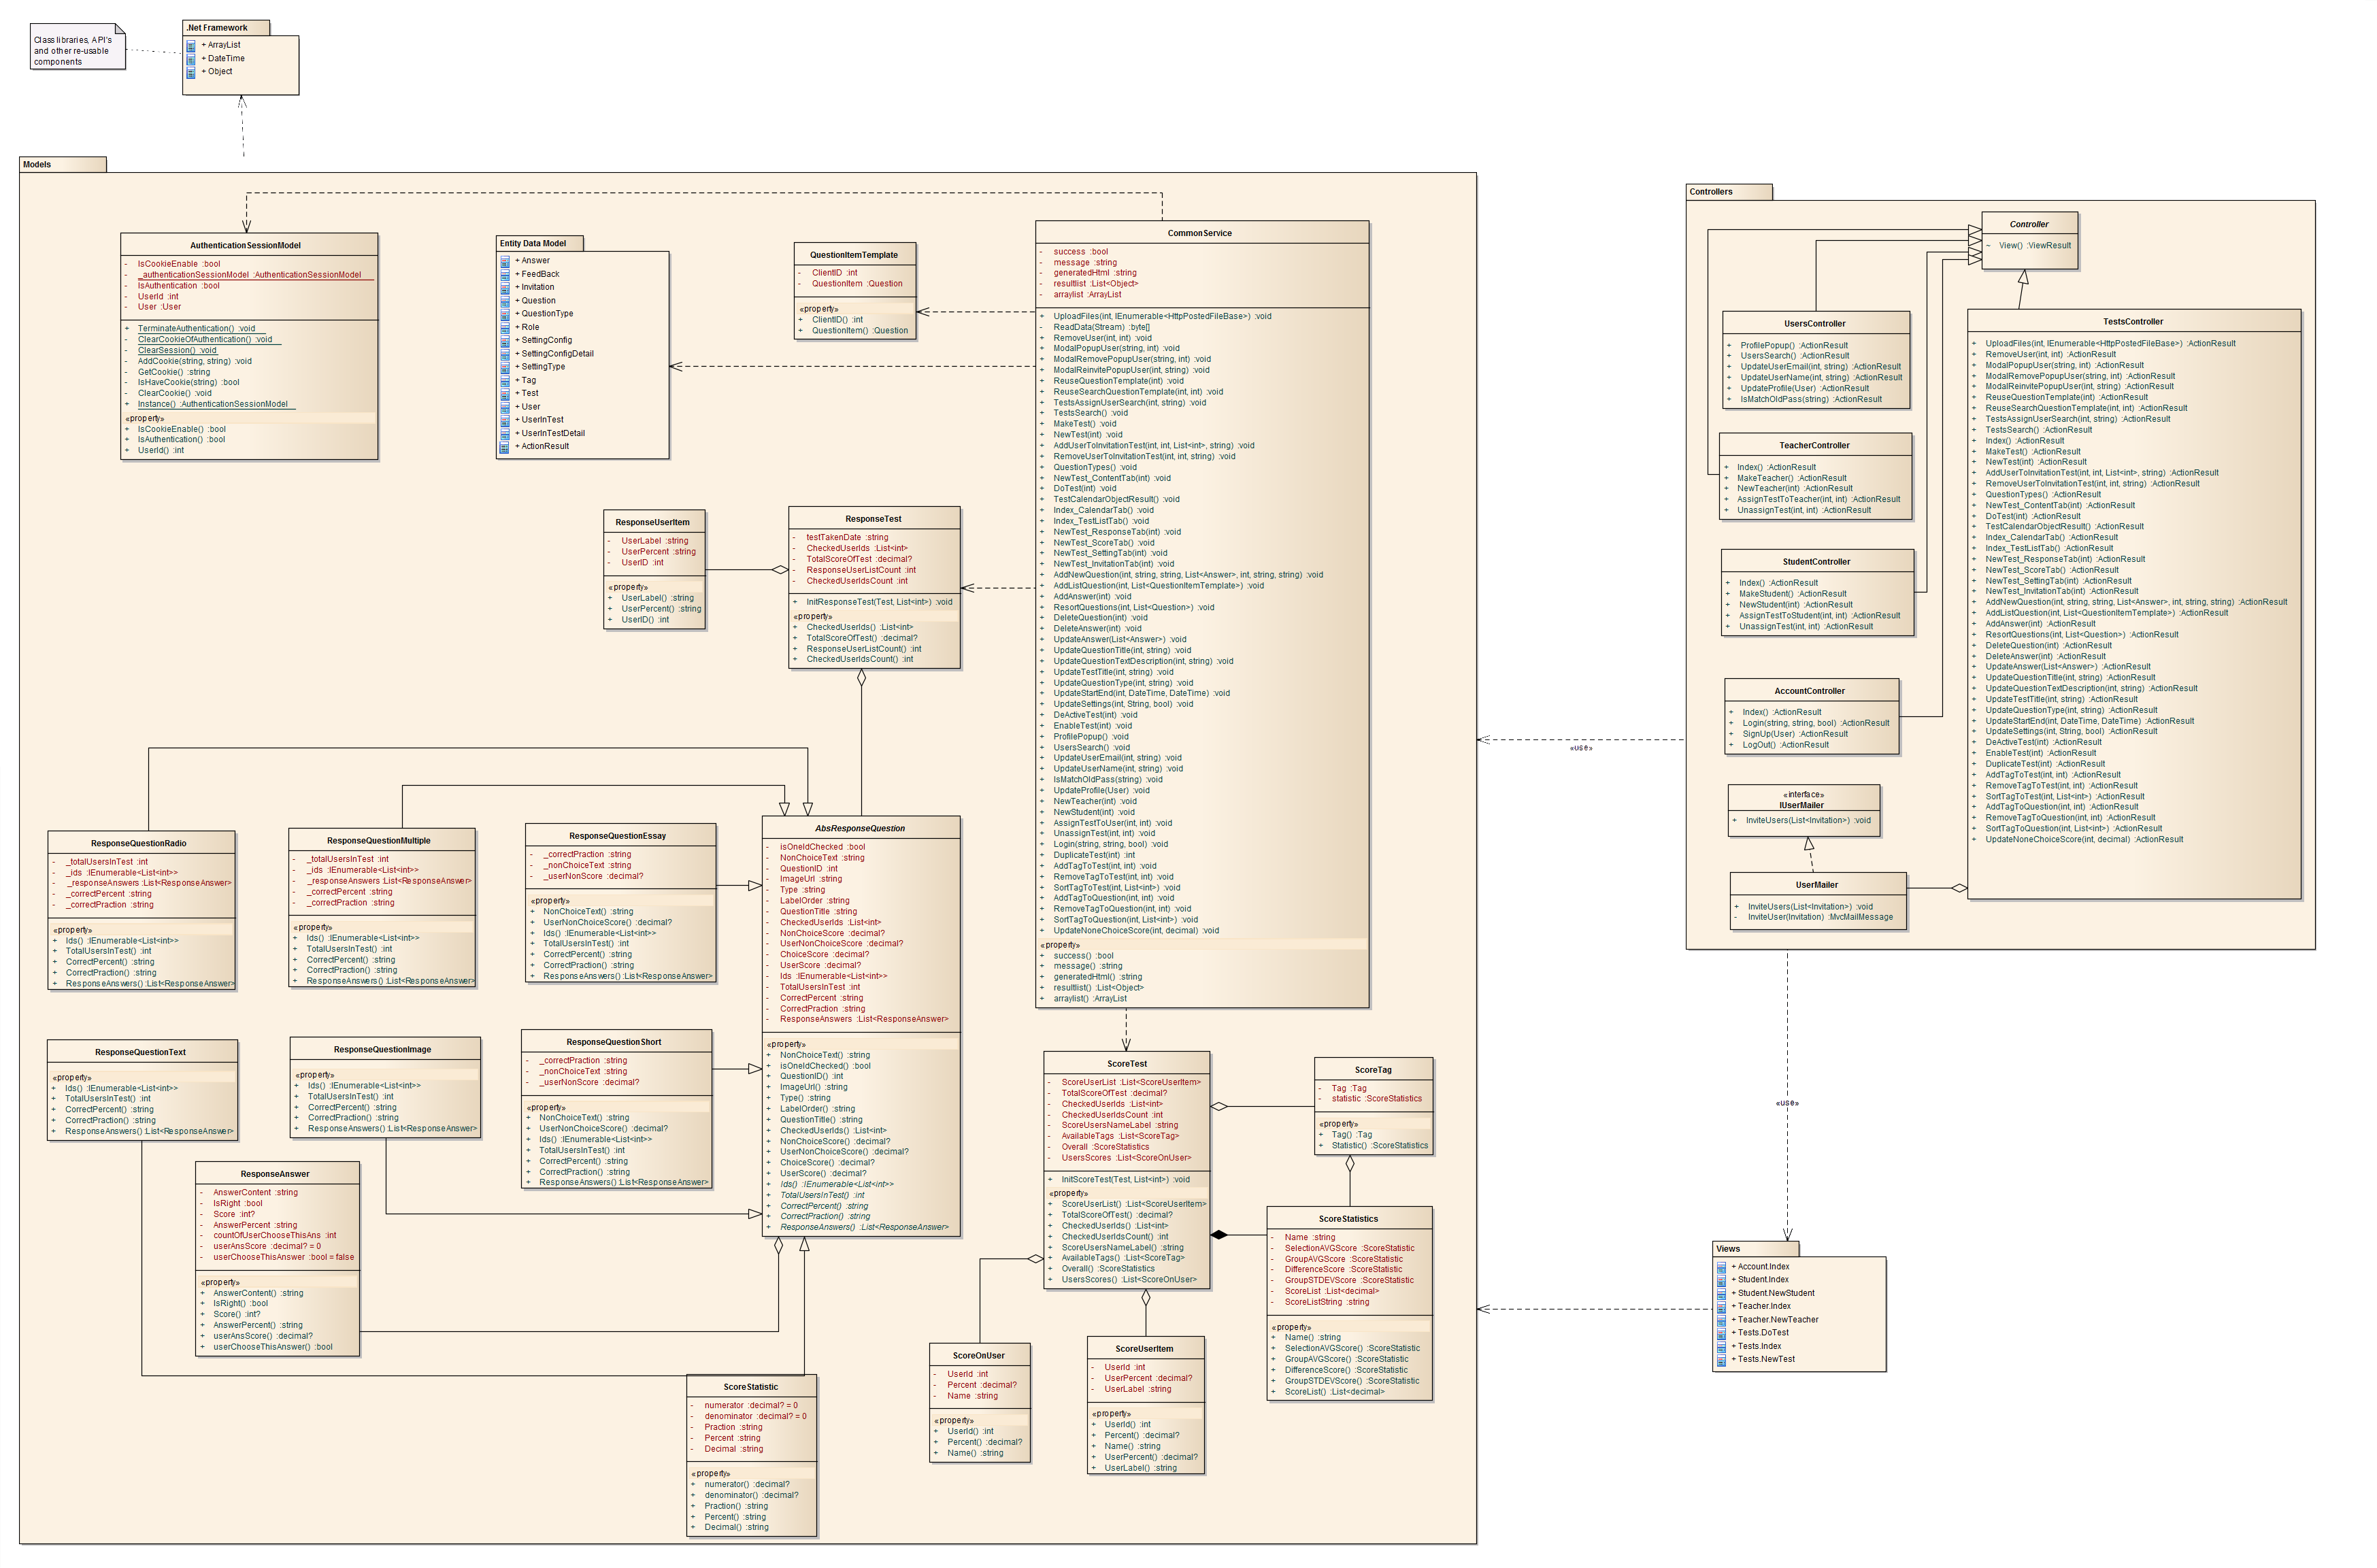 Class libraries, API's
and other re-usable
components
.Net Framework
+ ArrayList
+ DateTime
+ Object
Models
AuthenticationSessionModel
- IsCookieEnable :bool
- _authenticationSessionModel :AuthenticationSessionModel
- IsAuthentication :bool
- UserId :int
- User :User
+ TerminateAuthentication() :void
- ClearCookieOfAuthentication() :void
- ClearSession() :void
- AddCookie(string, string) :void
- GetCookie() :string
- IsHaveCookie(string) :bool
- ClearCookie() :void
+ Instance() :AuthenticationSessionModel
«property»
+ IsCookieEnable() :bool
+ IsAuthentication() :bool
+ UserId() :int
Entity Data Model
+ Answer
+ FeedBack
+ Invitation
+ Question
+ QuestionType
+ Role
+ SettingConfig
+ SettingConfigDetail
+ SettingType
+ Tag
+ Test
+ User
+ UserInTest
+ UserInTestDetail
+ ActionResult
QuestionItemTemplate
- ClientID :int
- QuestionItem :Question
«property»
+ ClientID() :int
+ QuestionItem() :Question
CommonService
- success :bool
- message :string
- generatedHtml :string
- resultlist :List<Object>
- arraylist :ArrayList
+ UploadFiles(int, IEnumerable<HttpPostedFileBase>) :void
- ReadData(Stream) :byte[]
+ RemoveUser(int, int) :void
+ ModalPopupUser(string, int) :void
+ ModalRemovePopupUser(string, int) :void
+ ModalReinvitePopupUser(int, string) :void
+ ReuseQuestionTemplate(int) :void
+ ReuseSearchQuestionTemplate(int, int) :void
+ TestsAssignUserSearch(int, string) :void
+ TestsSearch() :void
+ MakeTest() :void
+ NewTest(int) :void
+ AddUserToInvitationTest(int, int, List<int>, string) :void
+ RemoveUserToInvitationTest(int, int, string) :void
+ QuestionTypes() :void
+ NewTest_ContentTab(int) :void
+ DoTest(int) :void
+ TestCalendarObjectResult() :void
+ Index_CalendarTab() :void
+ Index_TestListTab() :void
+ NewTest_ResponseTab(int) :void
+ NewTest_ScoreTab() :void
+ NewTest_SettingTab(int) :void
+ NewTest_InvitationTab(int) :void
+ AddNewQuestion(int, string, string, List<Answer>, int, string, string) :void
+ AddListQuestion(int, List<QuestionItemTemplate>) :void
+ AddAnswer(int) :void
+ ResortQuestions(int, List<Question>) :void
+ DeleteQuestion(int) :void
+ DeleteAnswer(int) :void
+ UpdateAnswer(List<Answer>) :void
+ UpdateQuestionTitle(int, string) :void
+ UpdateQuestionTextDescription(int, string) :void
+ UpdateTestTitle(int, string) :void
+ UpdateQuestionType(int, string) :void
+ UpdateStartEnd(int, DateTime, DateTime) :void
+ UpdateSettings(int, String, bool) :void
+ DeActiveTest(int) :void
+ EnableTest(int) :void
+ ProfilePopup() :void
+ UsersSearch() :void
+ UpdateUserEmail(int, string) :void
+ UpdateUserName(int, string) :void
+ IsMatchOldPass(string) :void
+ UpdateProfile(User) :void
+ NewTeacher(int) :void
+ NewStudent(int) :void
+ AssignTestToUser(int, int) :void
+ UnassignTest(int, int) :void
+ Login(string, string, bool) :void
+ DuplicateTest(int) :int
+ AddTagToTest(int, int) :void
+ RemoveTagToTest(int, int) :void
+ SortTagToTest(int, List<int>) :void
+ AddTagToQuestion(int, int) :void
+ RemoveTagToQuestion(int, int) :void
+ SortTagToQuestion(int, List<int>) :void
+ UpdateNoneChoiceScore(int, decimal) :void
«property»
+ success() :bool
+ message() :string
+ generatedHtml() :string
+ resultlist() :List<Object>
+ arraylist() :ArrayList
ResponseUserItem
- UserLabel :string
- UserPercent :string
- UserID :int
«property»
+ UserLabel() :string
+ UserPercent() :string
+ UserID() :int
ResponseTest
- testTakenDate :string
- CheckedUserIds :List<int>
- TotalScoreOfTest :decimal?
- ResponseUserListCount :int
- CheckedUserIdsCount :int
+ InitResponseTest(Test, List<int>) :void
«property»
+ CheckedUserIds() :List<int>
+ TotalScoreOfTest() :decimal?
+ ResponseUserListCount() :int
+ CheckedUserIdsCount() :int
ResponseQuestionRadio
- _totalUsersInTest :int
- _ids :IEnumerable<List<int>>
- _responseAnswers :List<ResponseAnswer>
- _correctPercent :string
- _correctPraction :string
«property»
+ Ids() :IEnumerable<List<int>>
+ TotalUsersInTest() :int
+ CorrectPercent() :string
+ CorrectPraction() :string
+ ResponseAnswers() :List<ResponseAnswer>
ResponseQuestionMultiple
- _totalUsersInTest :int
- _ids :IEnumerable<List<int>>
- _responseAnswers :List<ResponseAnswer>
- _correctPercent :string
- _correctPraction :string
«property»
+ Ids() :IEnumerable<List<int>>
+ TotalUsersInTest() :int
+ CorrectPercent() :string
+ CorrectPraction() :string
+ ResponseAnswers() :List<ResponseAnswer>
ResponseQuestionEssay
- _correctPraction :string
- _nonChoiceText :string
- _userNonScore :decimal?
«property»
+ NonChoiceText() :string
+ UserNonChoiceScore() :decimal?
+ Ids() :IEnumerable<List<int>>
+ TotalUsersInTest() :int
+ CorrectPercent() :string
+ CorrectPraction() :string
+ ResponseAnswers() :List<ResponseAnswer>
AbsResponseQuestion
- isOneIdChecked :bool
- NonChoiceText :string
- QuestionID :int
- ImageUrl :string
- Type :string
- LabelOrder :string
- QuestionTitle :string
- CheckedUserIds :List<int>
- NonChoiceScore :decimal?
- UserNonChoiceScore :decimal?
- ChoiceScore :decimal?
- UserScore :decimal?
- Ids :IEnumerable<List<int>>
- TotalUsersInTest :int
- CorrectPercent :string
- CorrectPraction :string
- ResponseAnswers :List<ResponseAnswer>
«property»
+ NonChoiceText() :string
+ isOneIdChecked() :bool
+ QuestionID() :int
+ ImageUrl() :string
+ Type() :string
+ LabelOrder() :string
+ QuestionTitle() :string
+ CheckedUserIds() :List<int>
+ NonChoiceScore() :decimal?
+ UserNonChoiceScore() :decimal?
+ ChoiceScore() :decimal?
+ UserScore() :decimal?
+ Ids() :IEnumerable<List<int>>
+ TotalUsersInTest() :int
+ CorrectPercent() :string
+ CorrectPraction() :string
+ ResponseAnswers() :List<ResponseAnswer>
ResponseQuestionText
«property»
+ Ids() :IEnumerable<List<int>>
+ TotalUsersInTest() :int
+ CorrectPercent() :string
+ CorrectPraction() :string
+ ResponseAnswers() :List<ResponseAnswer>
ResponseQuestionImage
«property»
+ Ids() :IEnumerable<List<int>>
+ TotalUsersInTest() :int
+ CorrectPercent() :string
+ CorrectPraction() :string
+ ResponseAnswers() :List<ResponseAnswer>
ResponseQuestionShort
- _correctPraction :string
- _nonChoiceText :string
- _userNonScore :decimal?
«property»
+ NonChoiceText() :string
+ UserNonChoiceScore() :decimal?
+ Ids() :IEnumerable<List<int>>
+ TotalUsersInTest() :int
+ CorrectPercent() :string
+ CorrectPraction() :string
+ ResponseAnswers() :List<ResponseAnswer>
ResponseAnswer
- AnswerContent :string
- IsRight :bool
- Score :int?
- AnswerPercent :string
- countOfUserChooseThisAns :int
- userAnsScore :decimal? = 0
- userChooseThisAnswer :bool = false
«property»
+ AnswerContent() :string
+ IsRight() :bool
+ Score() :int?
+ AnswerPercent() :string
+ userAnsScore() :decimal?
+ userChooseThisAnswer() :bool
ScoreStatistic
- numerator :decimal? = 0
- denominator :decimal? = 0
- Praction :string
- Percent :string
- Decimal :string
«property»
+ numerator() :decimal?
+ denominator() :decimal?
+ Praction() :string
+ Percent() :string
+ Decimal() :string
ScoreTest
- ScoreUserList :List<ScoreUserItem>
- TotalScoreOfTest :decimal?
- CheckedUserIds :List<int>
- CheckedUserIdsCount :int
- ScoreUsersNameLabel :string
- AvailableTags :List<ScoreTag>
- Overall :ScoreStatistics
- UsersScores :List<ScoreOnUser>
+ InitScoreTest(Test, List<int>) :void
«property»
+ ScoreUserList() :List<ScoreUserItem>
+ TotalScoreOfTest() :decimal?
+ CheckedUserIds() :List<int>
+ CheckedUserIdsCount() :int
+ ScoreUsersNameLabel() :string
+ AvailableTags() :List<ScoreTag>
+ Overall() :ScoreStatistics
+ UsersScores() :List<ScoreOnUser>
ScoreTag
- Tag :Tag
- statistic :ScoreStatistics
«property»
+ Tag() :Tag
+ Statistic() :ScoreStatistics
ScoreStatistics
- Name :string
- SelectionAVGScore :ScoreStatistic
- GroupAVGScore :ScoreStatistic
- DifferenceScore :ScoreStatistic
- GroupSTDEVScore :ScoreStatistic
- ScoreList :List<decimal>
- ScoreListString :string
«property»
+ Name() :string
+ SelectionAVGScore() :ScoreStatistic
+ GroupAVGScore() :ScoreStatistic
+ DifferenceScore() :ScoreStatistic
+ GroupSTDEVScore() :ScoreStatistic
+ ScoreList() :List<decimal>
ScoreOnUser
- UserId :int
- Percent :decimal?
- Name :string
«property»
+ UserId() :int
+ Percent() :decimal?
+ Name() :string
ScoreUserItem
- UserId :int
- UserPercent :decimal?
- UserLabel :string
«property»
+ UserId() :int
+ Percent() :decimal?
+ Name() :string
+ UserPercent() :decimal?
+ UserLabel() :string
«use»
Controllers
Controller
~ View() :ViewResult
UsersController
+ ProfilePopup() :ActionResult
+ UsersSearch() :ActionResult
+ UpdateUserEmail(int, string) :ActionResult
+ UpdateUserName(int, string) :ActionResult
+ UpdateProfile(User) :ActionResult
+ IsMatchOldPass(string) :ActionResult
TeacherController
+ Index() :ActionResult
+ MakeTeacher() :ActionResult
+ NewTeacher(int) :ActionResult
+ AssignTestToTeacher(int, int) :ActionResult
+ UnassignTest(int, int) :ActionResult
StudentController
+ Index() :ActionResult
+ MakeStudent() :ActionResult
+ NewStudent(int) :ActionResult
+ AssignTestToStudent(int, int) :ActionResult
+ UnassignTest(int, int) :ActionResult
AccountController
+ Index() :ActionResult
+ Login(string, string, bool) :ActionResult
+ SignUp(User) :ActionResult
+ LogOut() :ActionResult
«interface»
IUserMailer
+ InviteUsers(List<Invitation>) :void
UserMailer
+ InviteUsers(List<Invitation>) :void
- InviteUser(Invitation) :MvcMailMessage
TestsController
+ UploadFiles(int, IEnumerable<HttpPostedFileBase>) :ActionResult
+ RemoveUser(int, int) :ActionResult
+ ModalPopupUser(string, int) :ActionResult
+ ModalRemovePopupUser(string, int) :ActionResult
+ ModalReinvitePopupUser(int, string) :ActionResult
+ ReuseQuestionTemplate(int) :ActionResult
+ ReuseSearchQuestionTemplate(int, int) :ActionResult
+ TestsAssignUserSearch(int, string) :ActionResult
+ TestsSearch() :ActionResult
+ Index() :ActionResult
+ MakeTest() :ActionResult
+ NewTest(int) :ActionResult
+ AddUserToInvitationTest(int, int, List<int>, string) :ActionResult
+ RemoveUserToInvitationTest(int, int, string) :ActionResult
+ QuestionTypes() :ActionResult
+ NewTest_ContentTab(int) :ActionResult
+ DoTest(int) :ActionResult
+ TestCalendarObjectResult() :ActionResult
+ Index_CalendarTab() :ActionResult
+ Index_TestListTab() :ActionResult
+ NewTest_ResponseTab(int) :ActionResult
+ NewTest_ScoreTab() :ActionResult
+ NewTest_SettingTab(int) :ActionResult
+ NewTest_InvitationTab(int) :ActionResult
+ AddNewQuestion(int, string, string, List<Answer>, int, string, string) :ActionResult
+ AddListQuestion(int, List<QuestionItemTemplate>) :ActionResult
+ AddAnswer(int) :ActionResult
+ ResortQuestions(int, List<Question>) :ActionResult
+ DeleteQuestion(int) :ActionResult
+ DeleteAnswer(int) :ActionResult
+ UpdateAnswer(List<Answer>) :ActionResult
+ UpdateQuestionTitle(int, string) :ActionResult
+ UpdateQuestionTextDescription(int, string) :ActionResult
+ UpdateTestTitle(int, string) :ActionResult
+ UpdateQuestionType(int, string) :ActionResult
+ UpdateStartEnd(int, DateTime, DateTime) :ActionResult
+ UpdateSettings(int, String, bool) :ActionResult
+ DeActiveTest(int) :ActionResult
+ EnableTest(int) :ActionResult
+ DuplicateTest(int) :ActionResult
+ AddTagToTest(int, int) :ActionResult
+ RemoveTagToTest(int, int) :ActionResult
+ SortTagToTest(int, List<int>) :ActionResult
+ AddTagToQuestion(int, int) :ActionResult
+ RemoveTagToQuestion(int, int) :ActionResult
+ SortTagToQuestion(int, List<int>) :ActionResult
+ UpdateNoneChoiceScore(int, decimal) :ActionResult
«use»
Views
+ Account.Index
+ Student.Index
+ Student.NewStudent
+ Teacher.Index
+ Teacher.NewTeacher
+ Tests.DoTest
+ Tests.Index
+ Tests.NewTest